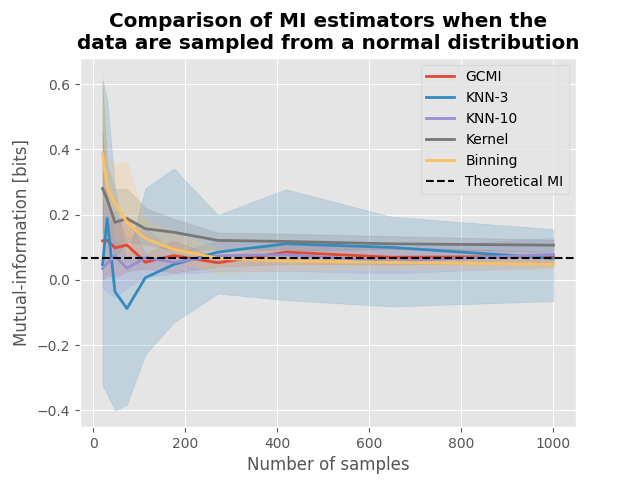 Comparison of MI estimators when the
data are sampled from a normal distribution
GCMI
KNN-3
KNN-10
Kernel
Binning
Theoretical MI
Mutual-information [bits]
0.6
0.4
0.2
0.0
−0.2
−0.4
0
200
400
600
800
1000
Number of samples